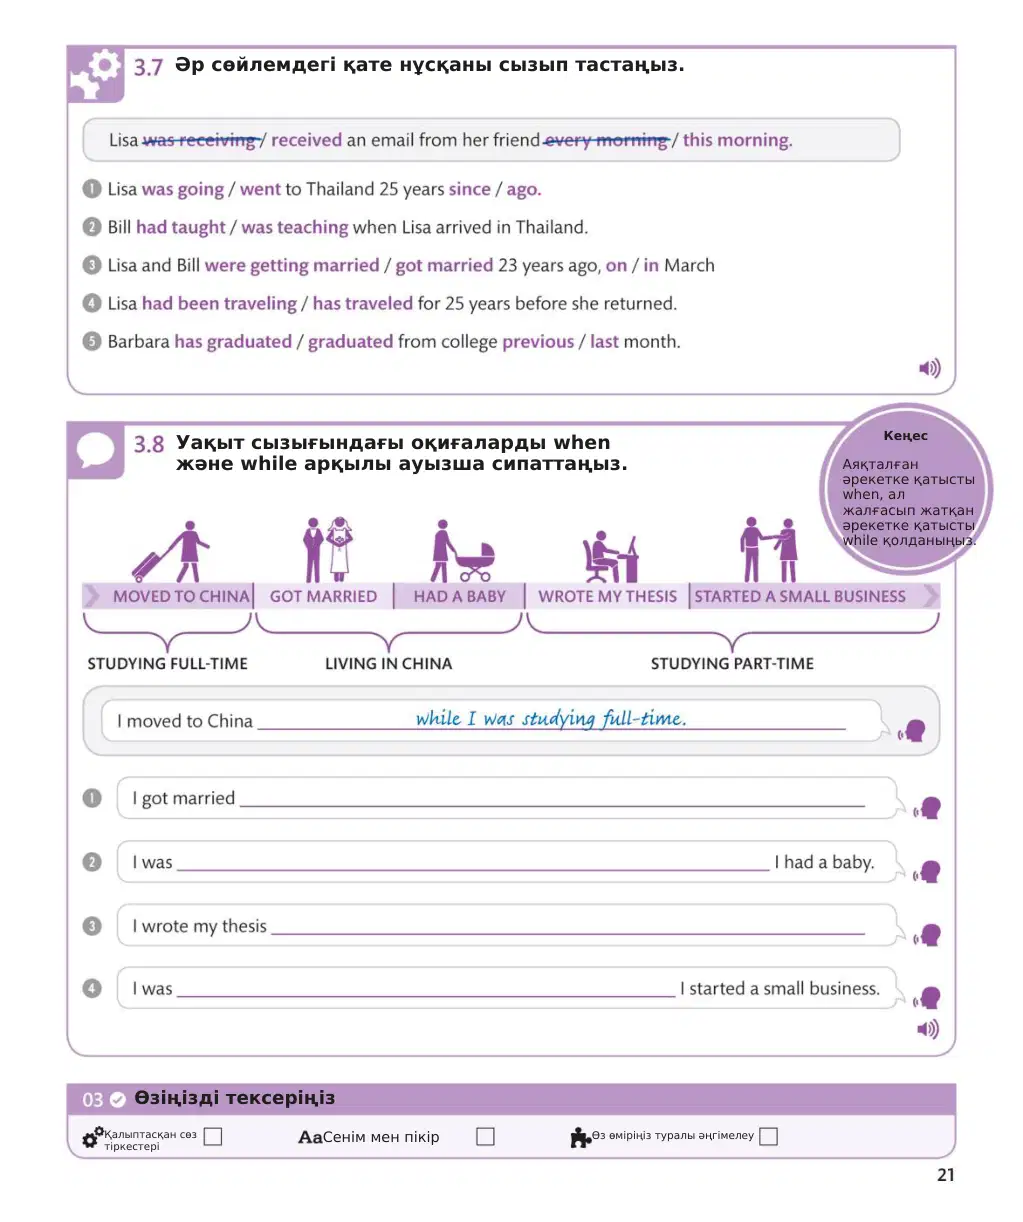 3.7 Әр сөйлемдегі қате нұсқаны сызып тастаңыз.
Lisa was receiving / received an email from her friend every morning / this morning.
1 Lisa was going / went to Thailand 25 years since / ago.
2 Bill had taught / was teaching when Lisa arrived in Thailand.
3 Lisa and Bill were getting married / got married 23 years ago, on / in March
4 Lisa had been traveling / has traveled for 25 years before she returned.
5 Barbara has graduated / graduated from college previous / last month.
3.8 Уақыт сызығындағы оқиғаларды when
және while арқылы ауызша сипаттаңыз.
Кеңес
Аяқталған
әрекетке қатысты
when, ал
жалғасып жатқан
әрекетке қатысты
while қолданыңыз.
MOVED TO CHINA GOT MARRIED HAD A BABY WROTE MY THESIS STARTED A SMALL BUSINESS
STUDYING FULL-TIME LIVING IN CHINA STUDYING PART-TIME
I moved to China while I was studying full-time.
1 I got married
2 I was I had a baby.
3 I wrote my thesis
4 I was I started a small business.
03 Өзіңізді тексеріңіз
Қалыптасқан сөз
тіркестері
Aa Сенім мен пікір
Өз өміріңіз туралы әңгімелеу
21